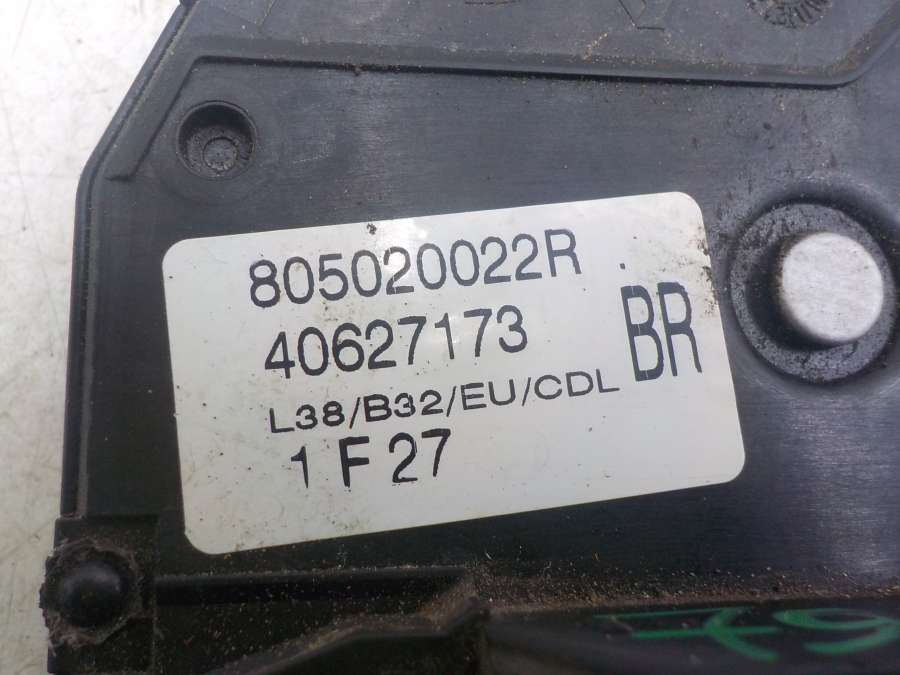 805020022R
40627173 BR
L38/B32/EU/CDL
1 F 27